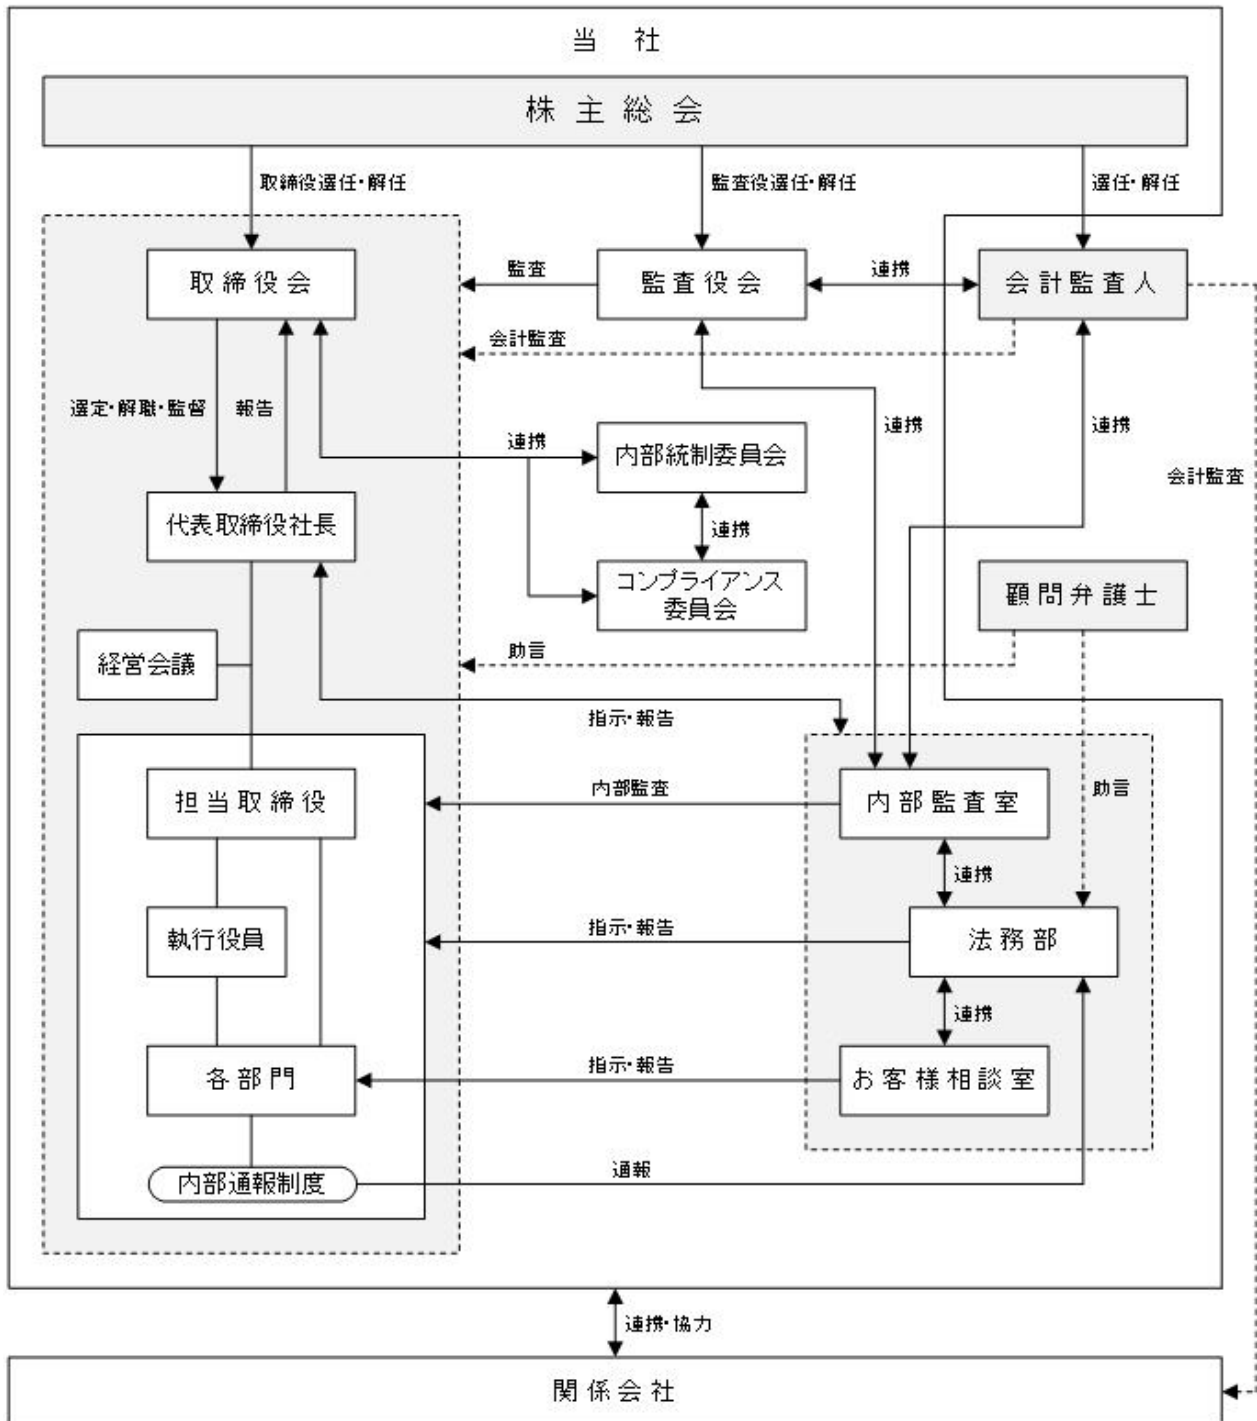 当 社
株主総会
取締役選任・解任
監査役選任・解任
選任・解任
取締役会
監査
監査役会
連携
会計監査人
会計監査
選定・解職・監督
報告
連携
連携
連携
内部統制委員会
会計監査
代表取締役社長
連携
コンプライアンス
委員会
顧問弁護士
経営会議
助言
指示・報告
担当取締役
内部監査
内部監査室
助言
連携
執行役員
指示・報告
法務部
連携
各部門
指示・報告
お客様相談室
内部通報制度
通報
連携・協力
関係会社